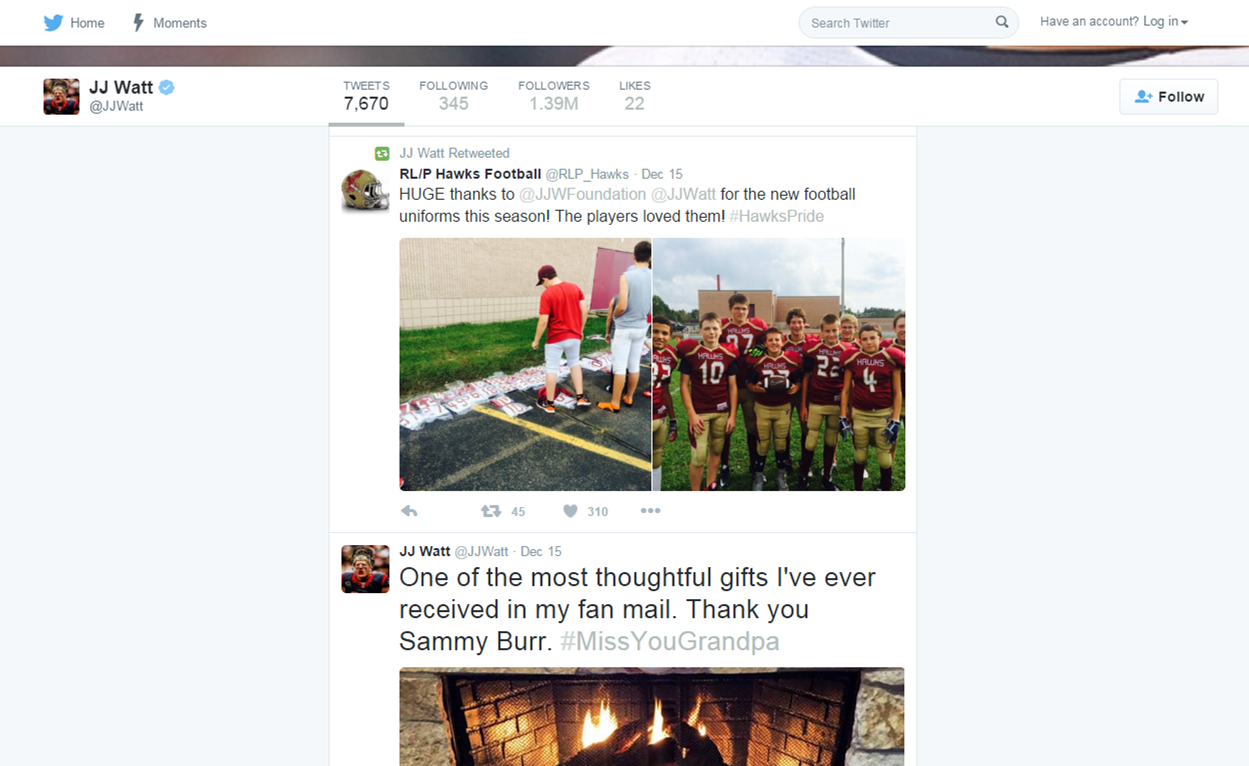 Home
Moments
Search Twitter
Have an account? Log in
JJ Watt
@JJWatt
TWEETS
7,670
FOLLOWING
345
FOLLOWERS
1.39M
LIKES
22
Follow
JJ Watt Retweeted
RL/P Hawks Football @RLP_Hawks · Dec 15
HUGE thanks to @JJWFoundation @JJWatt for the new football
uniforms this season! The players loved them! #HawksPride
HAWKS
97
HAWKS
10
HAWKS
22
HAWKS
4
45
310
JJ Watt @JJWatt · Dec 15
One of the most thoughtful gifts I've ever
received in my fan mail. Thank you
Sammy Burr. #MissYouGrandpa